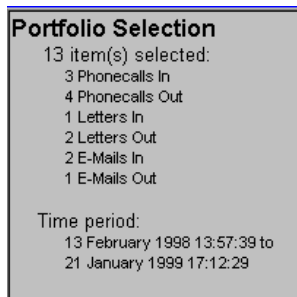 Portfolio Selection
13 item(s) selected:
3 Phonecalls In
4 Phonecalls Out
1 Letters In
2 Letters Out
2 E-Mails In
1 E-Mails Out
Time period:
13 February 1998 13:57:39 to
21 January 1999 17:12:29